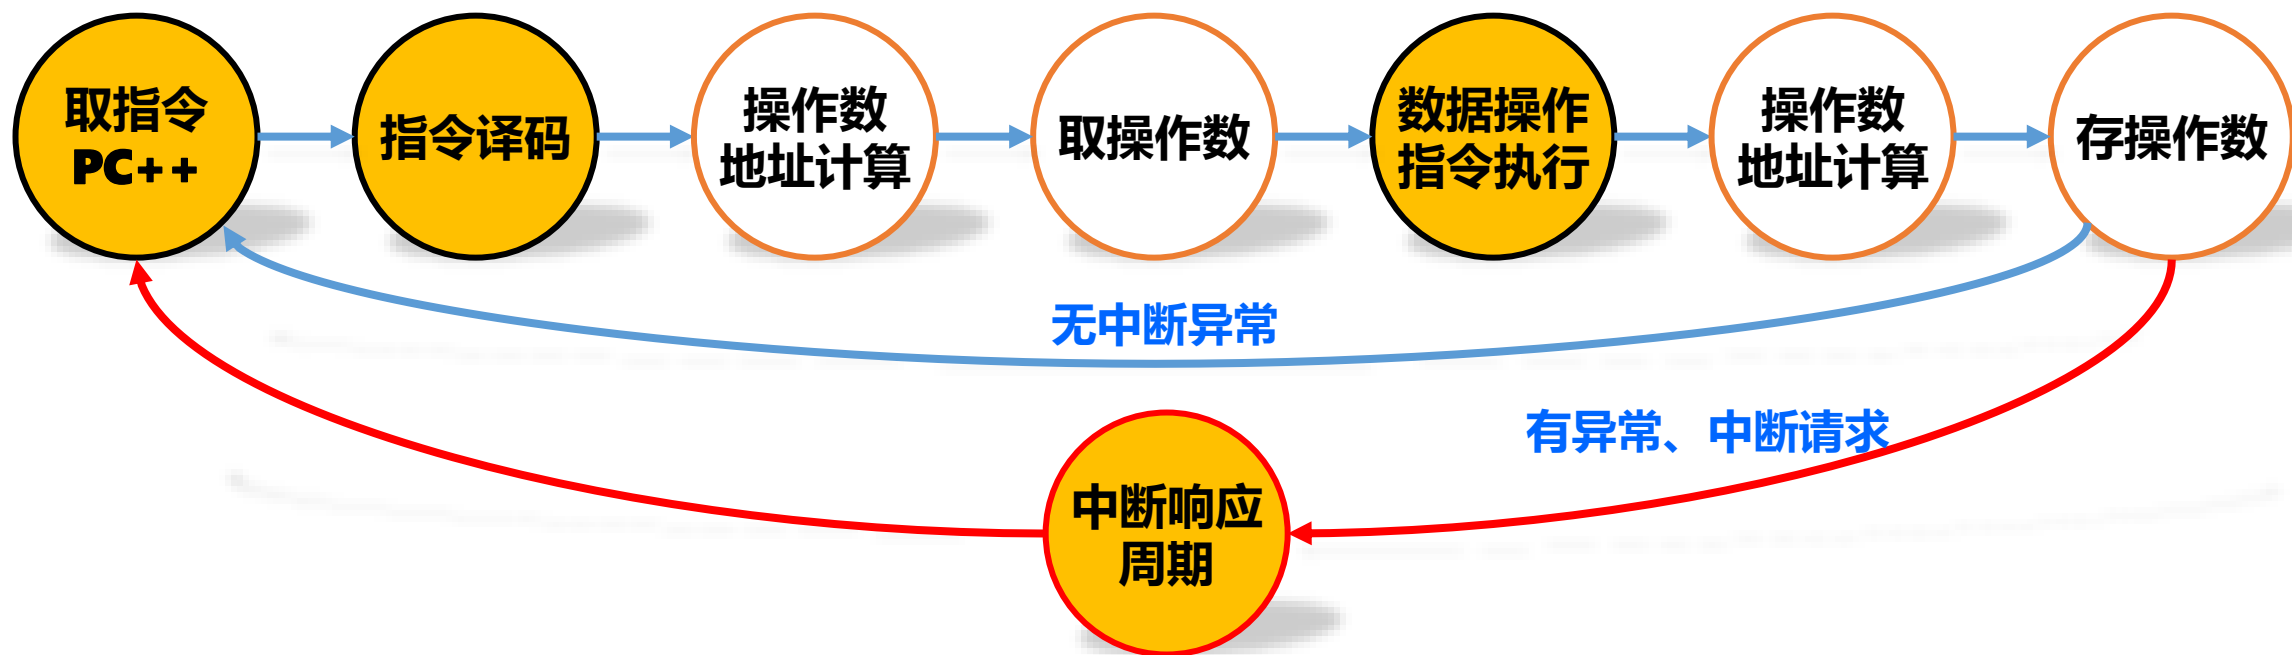 取指令
PC++
指令译码
操作数
地址计算
取操作数
数据操作
指令执行
操作数
地址计算
存操作数
无中断异常
有异常、中断请求
中断响应
周期